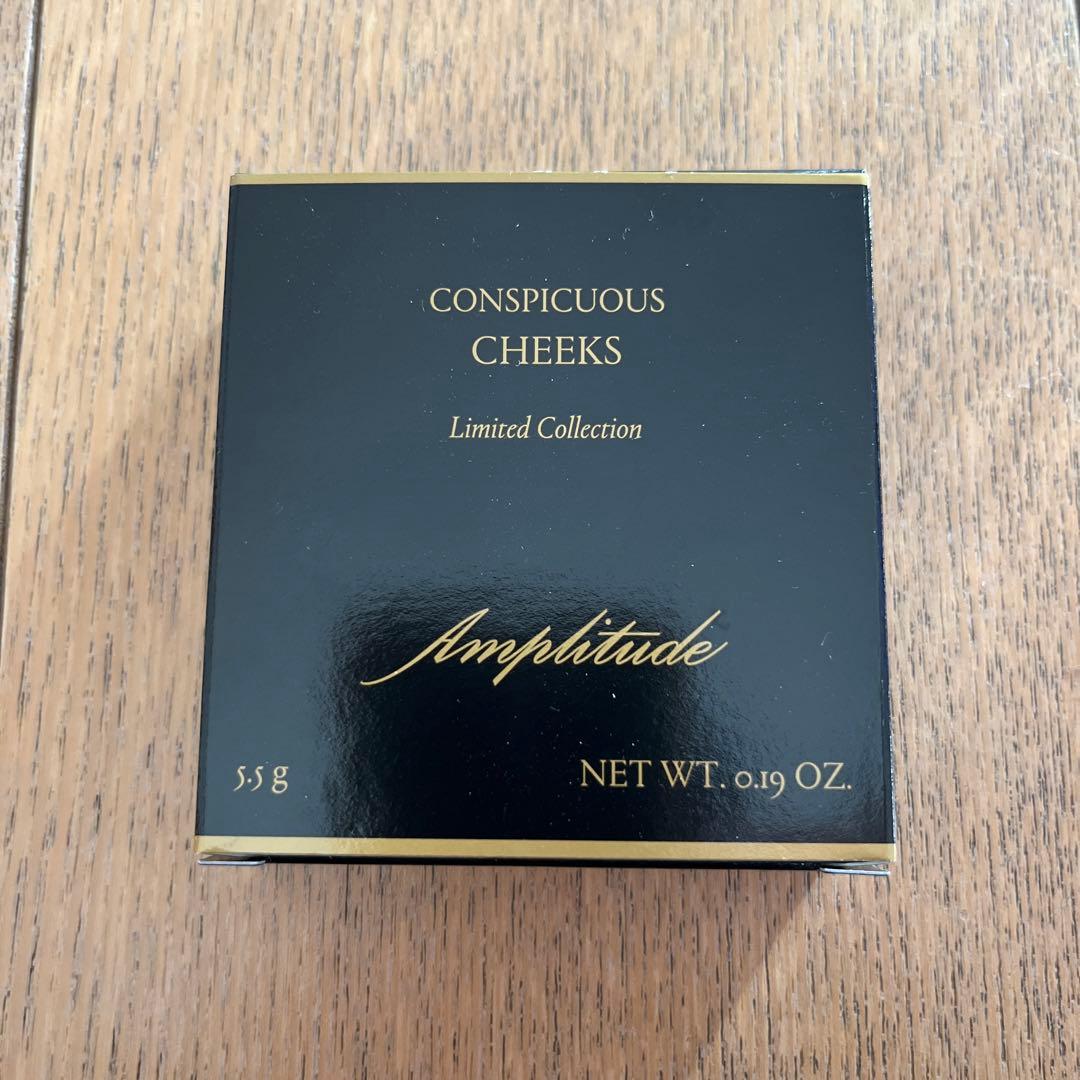 CONSPICUOUS
CHEEKS
Limited Collection
Amplitude
5.5 g
NET WT. 0.19 OZ.